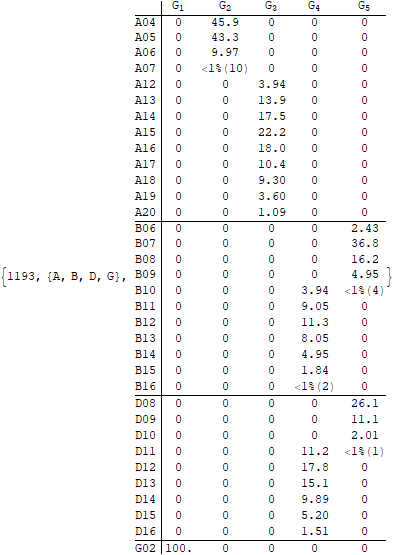 G1 G2 G3 G4 G5
A04 0 45.9 0 0 0
A05 0 43.3 0 0 0
A06 0 9.97 0 0 0
A07 0 <1%(10) 0 0 0
A12 0 0 3.94 0 0
A13 0 0 13.9 0 0
A14 0 0 17.5 0 0
A15 0 0 22.2 0 0
A16 0 0 18.0 0 0
A17 0 0 10.4 0 0
A18 0 0 9.30 0 0
A19 0 0 3.60 0 0
A20 0 0 1.09 0 0
B06 0 0 0 0 2.43
B07 0 0 0 0 36.8
B08 0 0 0 0 16.2
{1193, {A, B, D, G}, B09 0 0 0 0 4.95 }
B10 0 0 0 3.94 <1%(4)
B11 0 0 0 9.05 0
B12 0 0 0 11.3 0
B13 0 0 0 8.05 0
B14 0 0 0 4.95 0
B15 0 0 0 1.84 0
B16 0 0 0 <1%(2) 0
D08 0 0 0 0 26.1
D09 0 0 0 0 11.1
D10 0 0 0 0 2.01
D11 0 0 0 11.2 <1%(1)
D12 0 0 0 17.8 0
D13 0 0 0 15.1 0
D14 0 0 0 9.89 0
D15 0 0 0 5.20 0
D16 0 0 0 1.51 0
G02 100. 0 0 0 0